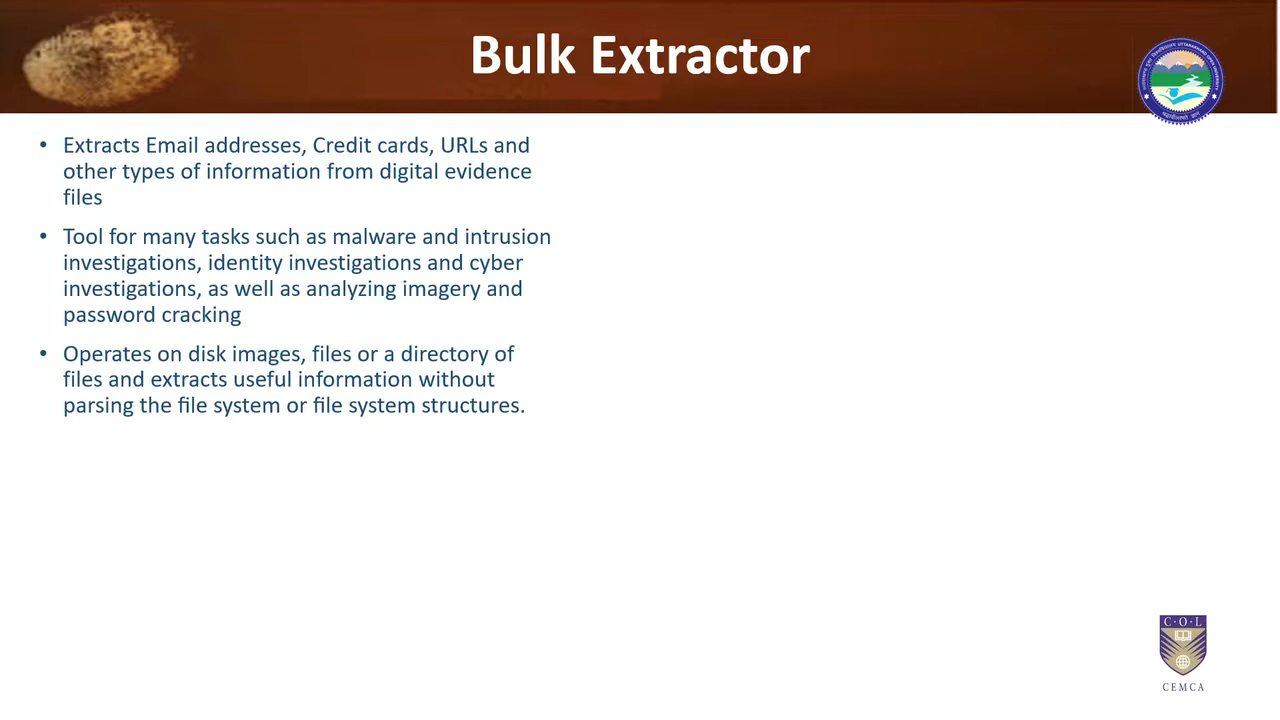 Bulk Extractor
• Extracts Email addresses, Credit cards, URLs and
other types of information from digital evidence
files
• Tool for many tasks such as malware and intrusion
investigations, identity investigations and cyber
investigations, as well as analyzing imagery and
password cracking
• Operates on disk images, files or a directory of
files and extracts useful information without
parsing the file system or file system structures.
C·O·L
CEMCA